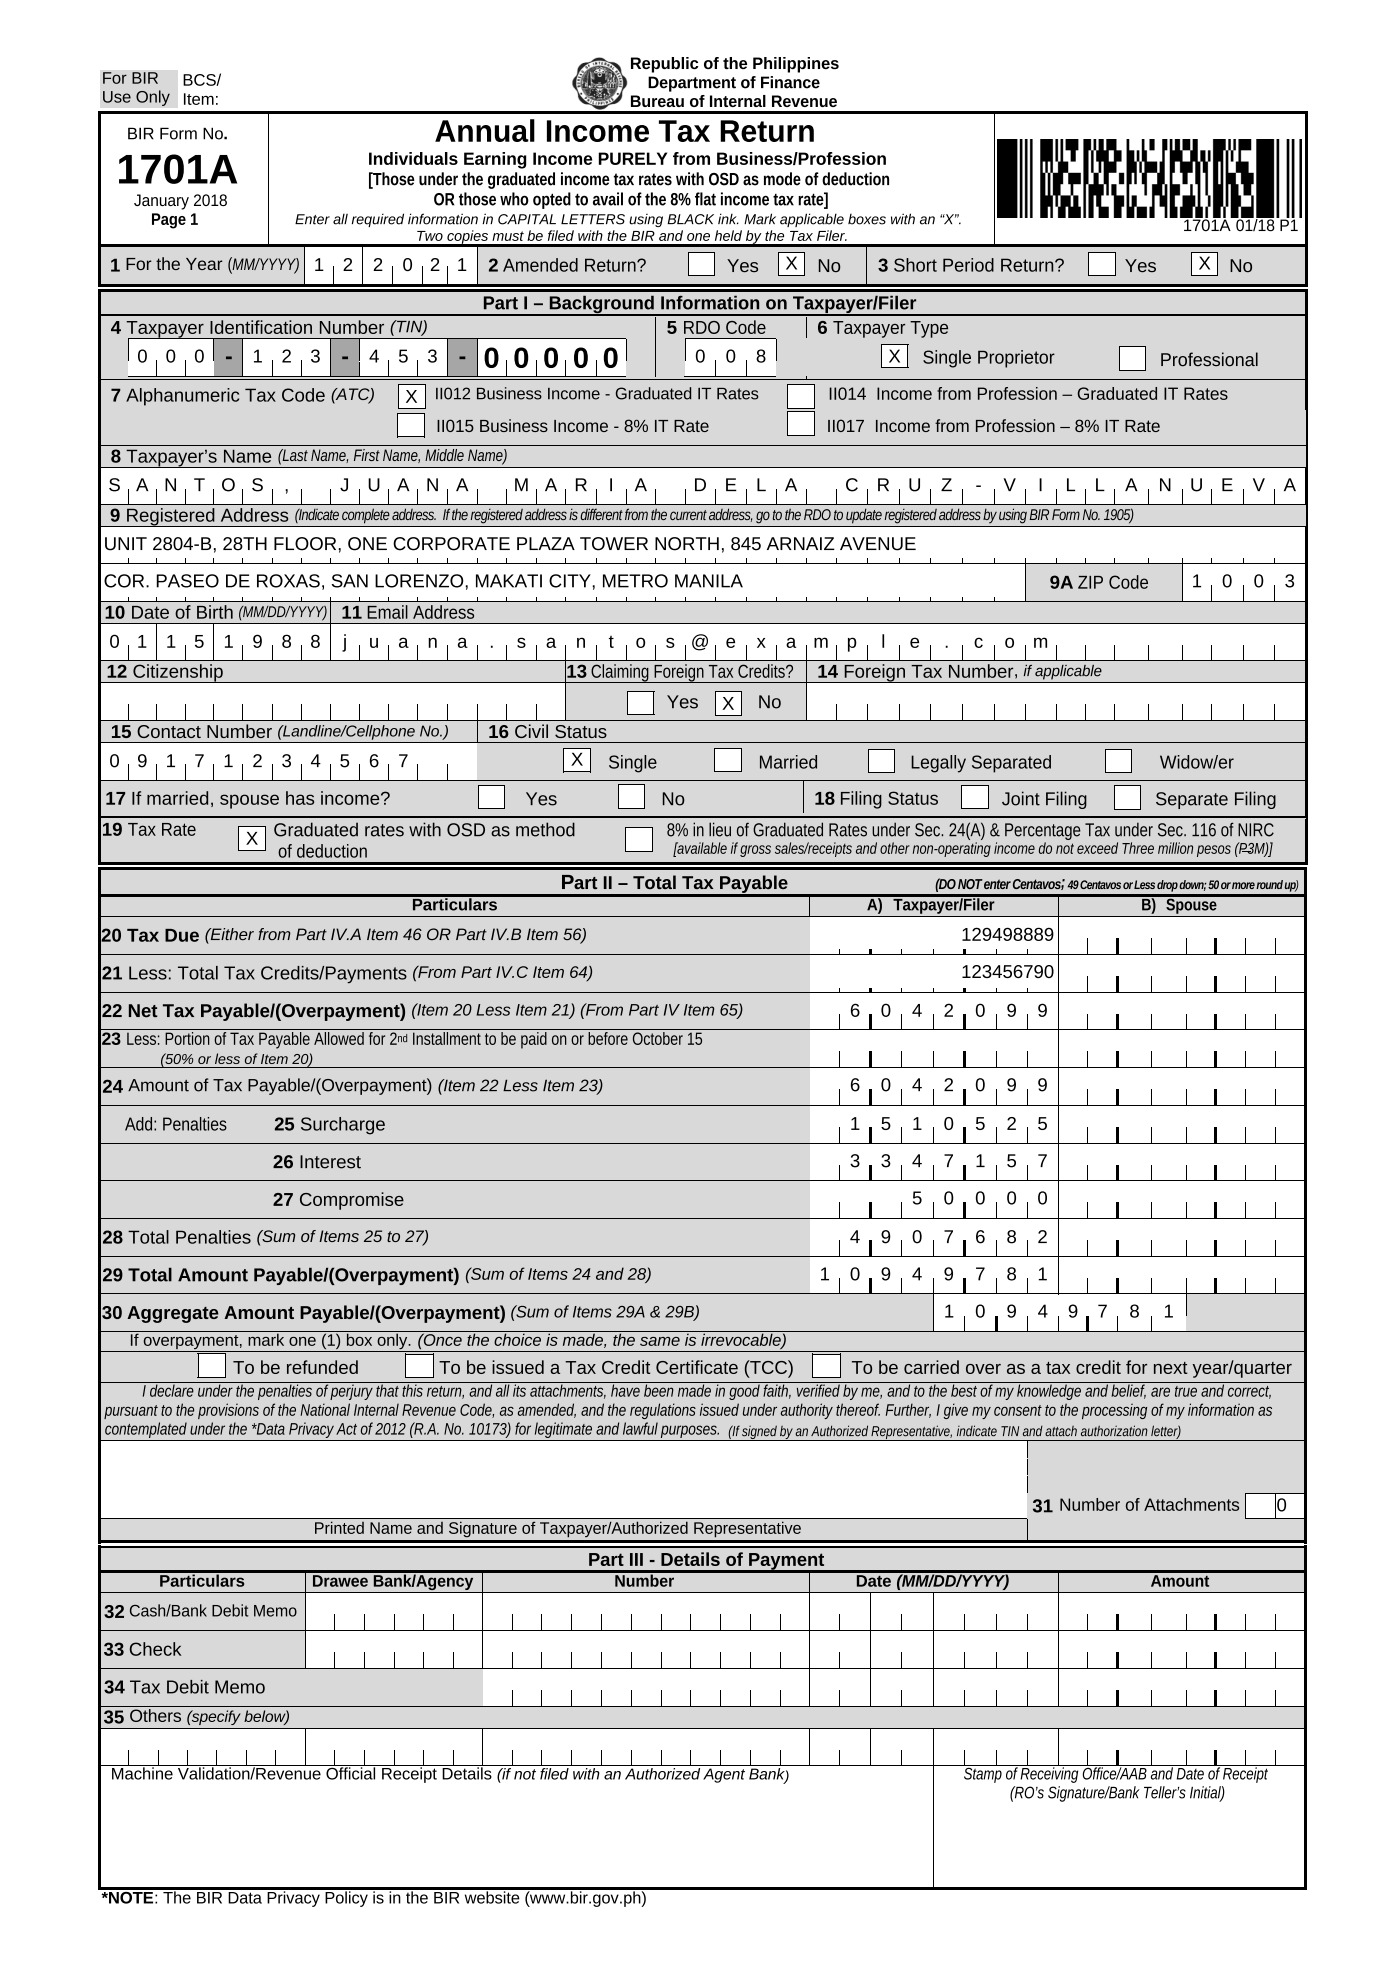 For BIR
Use Only
BCS/
Item:
Republic of the Philippines
Department of Finance
Bureau of Internal Revenue
BIR Form No.
1701A
January 2018
Page 1
Annual Income Tax Return
Individuals Earning Income PURELY from Business/Profession
[Those under the graduated income tax rates with OSD as mode of deduction
OR those who opted to avail of the 8% flat income tax rate]
Enter all required information in CAPITAL LETTERS using BLACK ink. Mark applicable boxes with an “X”.
Two copies must be filed with the BIR and one held by the Tax Filer.
1701A 01/18 P1
1 For the Year (MM/YYYY) 1 2 2 0 2 1 2 Amended Return? Yes X No 3 Short Period Return? Yes X No
Part I – Background Information on Taxpayer/Filer
4 Taxpayer Identification Number (TIN) 5 RDO Code 6 Taxpayer Type
0 0 0 - 1 2 3 - 4 5 3 - 0 0 0 0 0 0 0 8 X Single Proprietor Professional
7 Alphanumeric Tax Code (ATC) X II012 Business Income - Graduated IT Rates II014 Income from Profession – Graduated IT Rates
II015 Business Income - 8% IT Rate II017 Income from Profession – 8% IT Rate
8 Taxpayer’s Name (Last Name, First Name, Middle Name)
S A N T O S , J U A N A M A R I A D E L A C R U Z - V I L L A N U E V A
9 Registered Address (Indicate complete address. If the registered address is different from the current address, go to the RDO to update registered address by using BIR Form No. 1905)
UNIT 2804-B, 28TH FLOOR, ONE CORPORATE PLAZA TOWER NORTH, 845 ARNAIZ AVENUE
COR. PASEO DE ROXAS, SAN LORENZO, MAKATI CITY, METRO MANILA 9A ZIP Code 1 0 0 3
10 Date of Birth (MM/DD/YYYY) 11 Email Address
0 1 1 5 1 9 8 8 j u a n a . s a n t o s @ e x a m p l e . c o m
12 Citizenship 13 Claiming Foreign Tax Credits? 14 Foreign Tax Number, if applicable
Yes X No
15 Contact Number (Landline/Cellphone No.) 16 Civil Status
0 9 1 7 1 2 3 4 5 6 7 X Single Married Legally Separated Widow/er
17 If married, spouse has income? Yes No 18 Filing Status Joint Filing Separate Filing
19 Tax Rate X Graduated rates with OSD as method 8% in lieu of Graduated Rates under Sec. 24(A) & Percentage Tax under Sec. 116 of NIRC
of deduction [available if gross sales/receipts and other non-operating income do not exceed Three million pesos (P3M)]
Part II – Total Tax Payable (DO NOT enter Centavos; 49 Centavos or Less drop down; 50 or more round up)
Particulars A) Taxpayer/Filer B) Spouse
20 Tax Due (Either from Part IV.A Item 46 OR Part IV.B Item 56) 129498889
21 Less: Total Tax Credits/Payments (From Part IV.C Item 64) 123456790
22 Net Tax Payable/(Overpayment) (Item 20 Less Item 21) (From Part IV Item 65) 6 0 4 2 0 9 9
23 Less: Portion of Tax Payable Allowed for 2nd Installment to be paid on or before October 15
(50% or less of Item 20)
24 Amount of Tax Payable/(Overpayment) (Item 22 Less Item 23) 6 0 4 2 0 9 9
Add: Penalties 25 Surcharge 1 5 1 0 5 2 5
26 Interest 3 3 4 7 1 5 7
27 Compromise 5 0 0 0 0
28 Total Penalties (Sum of Items 25 to 27) 4 9 0 7 6 8 2
29 Total Amount Payable/(Overpayment) (Sum of Items 24 and 28) 1 0 9 4 9 7 8 1
30 Aggregate Amount Payable/(Overpayment) (Sum of Items 29A & 29B) 1 0 9 4 9 7 8 1
If overpayment, mark one (1) box only. (Once the choice is made, the same is irrevocable)
To be refunded To be issued a Tax Credit Certificate (TCC) To be carried over as a tax credit for next year/quarter
I declare under the penalties of perjury that this return, and all its attachments, have been made in good faith, verified by me, and to the best of my knowledge and belief, are true and correct,
pursuant to the provisions of the National Internal Revenue Code, as amended, and the regulations issued under authority thereof. Further, I give my consent to the processing of my information as
contemplated under the *Data Privacy Act of 2012 (R.A. No. 10173) for legitimate and lawful purposes. (If signed by an Authorized Representative, indicate TIN and attach authorization letter)
31 Number of Attachments 0
Printed Name and Signature of Taxpayer/Authorized Representative
Part III - Details of Payment
Particulars Drawee Bank/Agency Number Date (MM/DD/YYYY) Amount
32 Cash/Bank Debit Memo
33 Check
34 Tax Debit Memo
35 Others (specify below)
Machine Validation/Revenue Official Receipt Details (if not filed with an Authorized Agent Bank)
Stamp of Receiving Office/AAB and Date of Receipt
(RO’s Signature/Bank Teller’s Initial)
*NOTE: The BIR Data Privacy Policy is in the BIR website (www.bir.gov.ph)